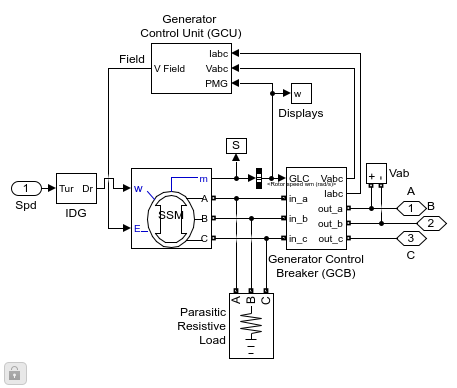 Generator
Control Unit (GCU)
Field
Iabc
V Field
Vabc
PMG
w
Displays
S
m
GLC
Vabc
<Rotor speed wm (rad/s)>
Iabc
+ -
Vab
1
Spd
Tur Dr
IDG
w
SSM
E
A
B
C
in_a
in_b
in_c
out_a
out_b
out_c
A
1
B
2
3
C
Generator Control
Breaker (GCB)
A
B
C
Parasitic
Resistive
Load